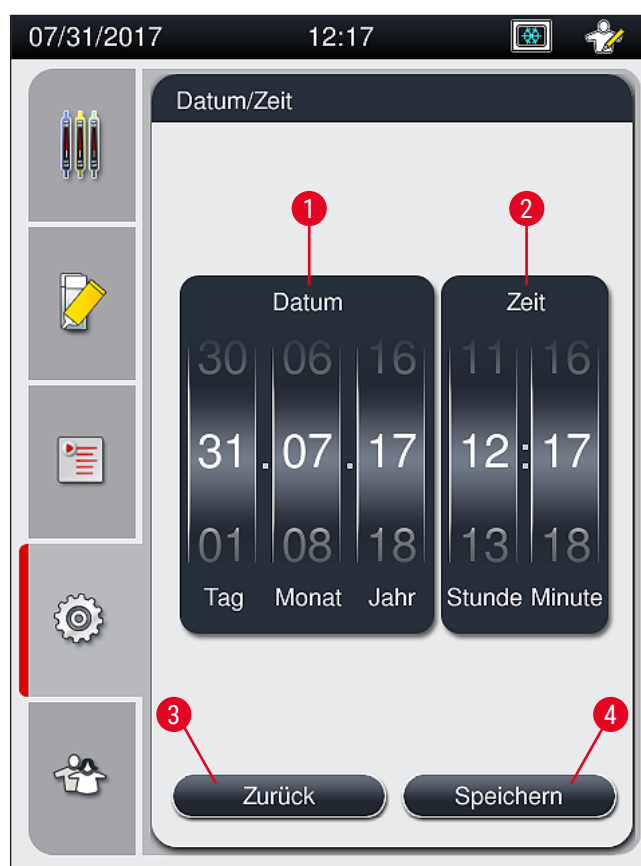 07/31/2017 12:17
Datum/Zeit
1 2
Datum Zeit
30 06 16 11 16
31.07.17 12:17
01 08 18 13 18
Tag Monat Jahr Stunde Minute
3 4
Zurück Speichern